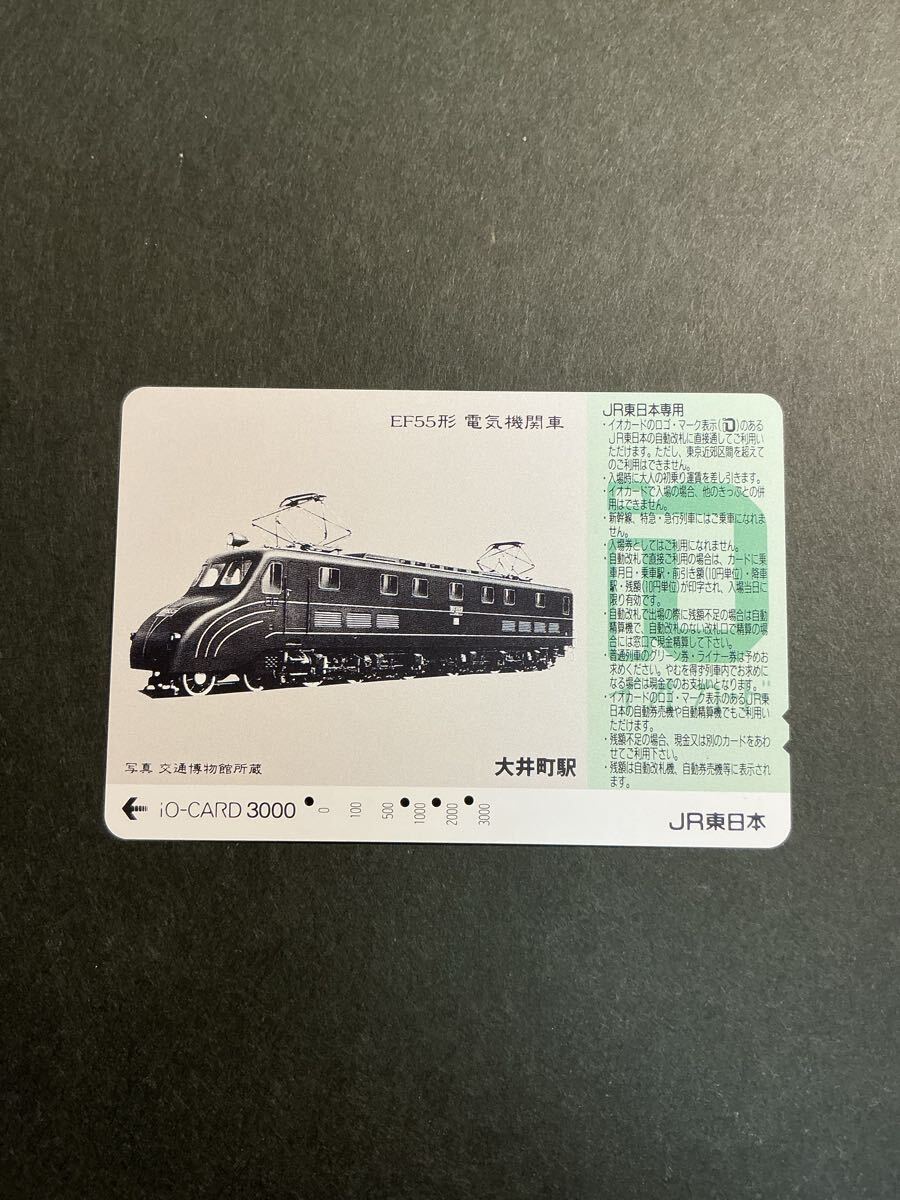 EF55形 電気機関車
写真 交通博物館所蔵
大井町駅
JR東日本専用
・イオカードのロゴ・マーク表示(iO)のある
JR東日本の自動改札に直接通してご利用い
ただけます。ただし、東京近郊区間を超えて
のご利用はできません。
・入場時に大人の初乗り運賃を差し引きます。
・イオカードで入場の場合、他のきっぷとの併
用はできません。
・新幹線、特急・急行列車にはご乗車になれま
せん。
・入場券としてはご利用になれません。
・自動改札で直接ご利用の場合は、カードに乗
車月日・乗車駅・前引き額(10円単位)・降車
駅・残額(10円単位)が印字され、入場当日に
限り有効です。
・自動改札で出場の際に残額不足の場合は自動
精算機で、自動改札のない改札口で精算の場
合には窓口で現金精算して下さい。
・普通列車のグリーン券・ライナー券は予めお
求めください。やむを得ず列車内でお求めに
なる場合は現金でのお支払いとなります。
・イオカードのロゴ・マーク表示のあるJR東
日本の自動券売機や自動精算機でもご利用い
ただけます。
・残額不足の場合、現金又は別のカードをあわ
せてご利用下さい。
・残額は自動改札機、自動券売機等に表示され
ます。
iO-CARD 3000
0
100
500
1000
2000
3000
JR東日本